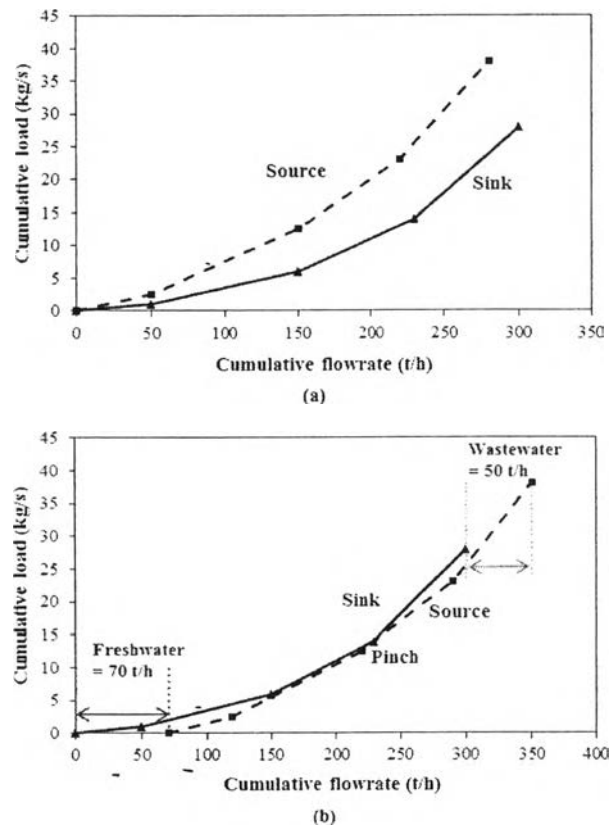 45
40
35
30
25
20
15
10
5
0
Cumulative load (kg/s)
Source
Sink
0 50 100 150 200 250 300 350
Cumulative flowrate (t/h)
(a)
45
40
35
30
25
20
15
10
5
0
Cumulative load (kg/s)
Wastewater
= 50 t/h
Sink
Source
Pinch
Freshwater
= 70 t/h
0 50 100 150 200 250 300 350 400
Cumulative flowrate (t/h)
(b)